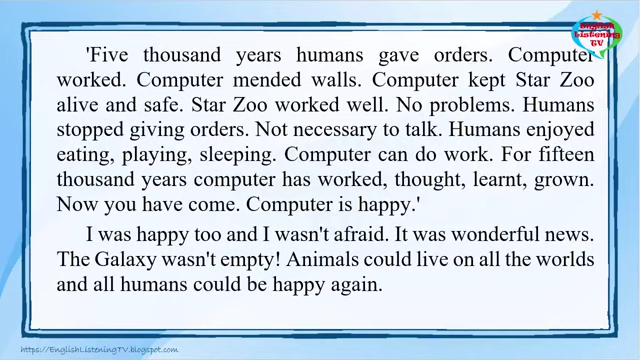 English
Listening
TV
'Five thousand years humans gave orders. Computer
worked. Computer mended walls. Computer kept Star Zoo
alive and safe. Star Zoo worked well. No problems. Humans
stopped giving orders. Not necessary to talk. Humans enjoyed
eating, playing, sleeping. Computer can do work. For fifteen
thousand years computer has worked, thought, learnt, grown.
Now you have come. Computer is happy.'
I was happy too and I wasn't afraid. It was wonderful news.
The Galaxy wasn't empty! Animals could live on all the worlds
and all humans could be happy again.
https://EnglishListeningTV.blogspot.com